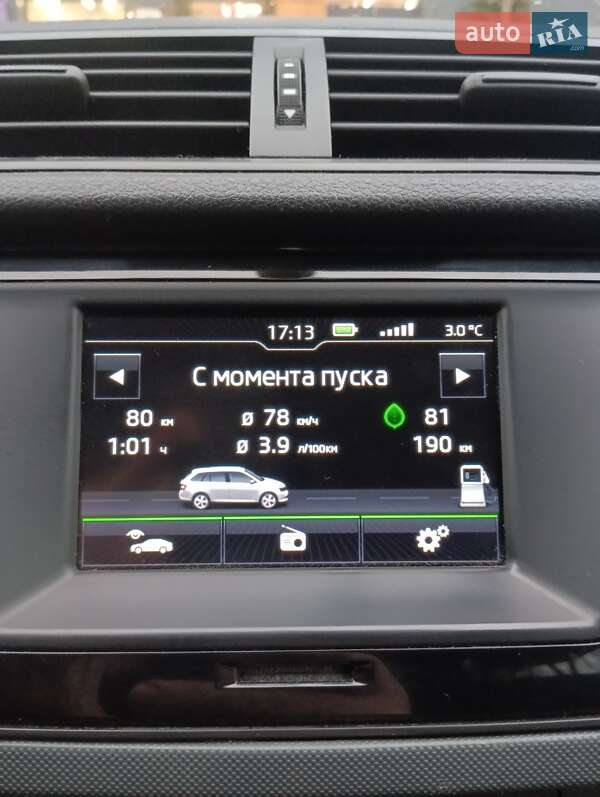 auto RIA
.com
17:13 3.0 °C
С момента пуска
80 км ø 78 км/ч 81
1:01 ч ø 3.9 л/100км 190 км